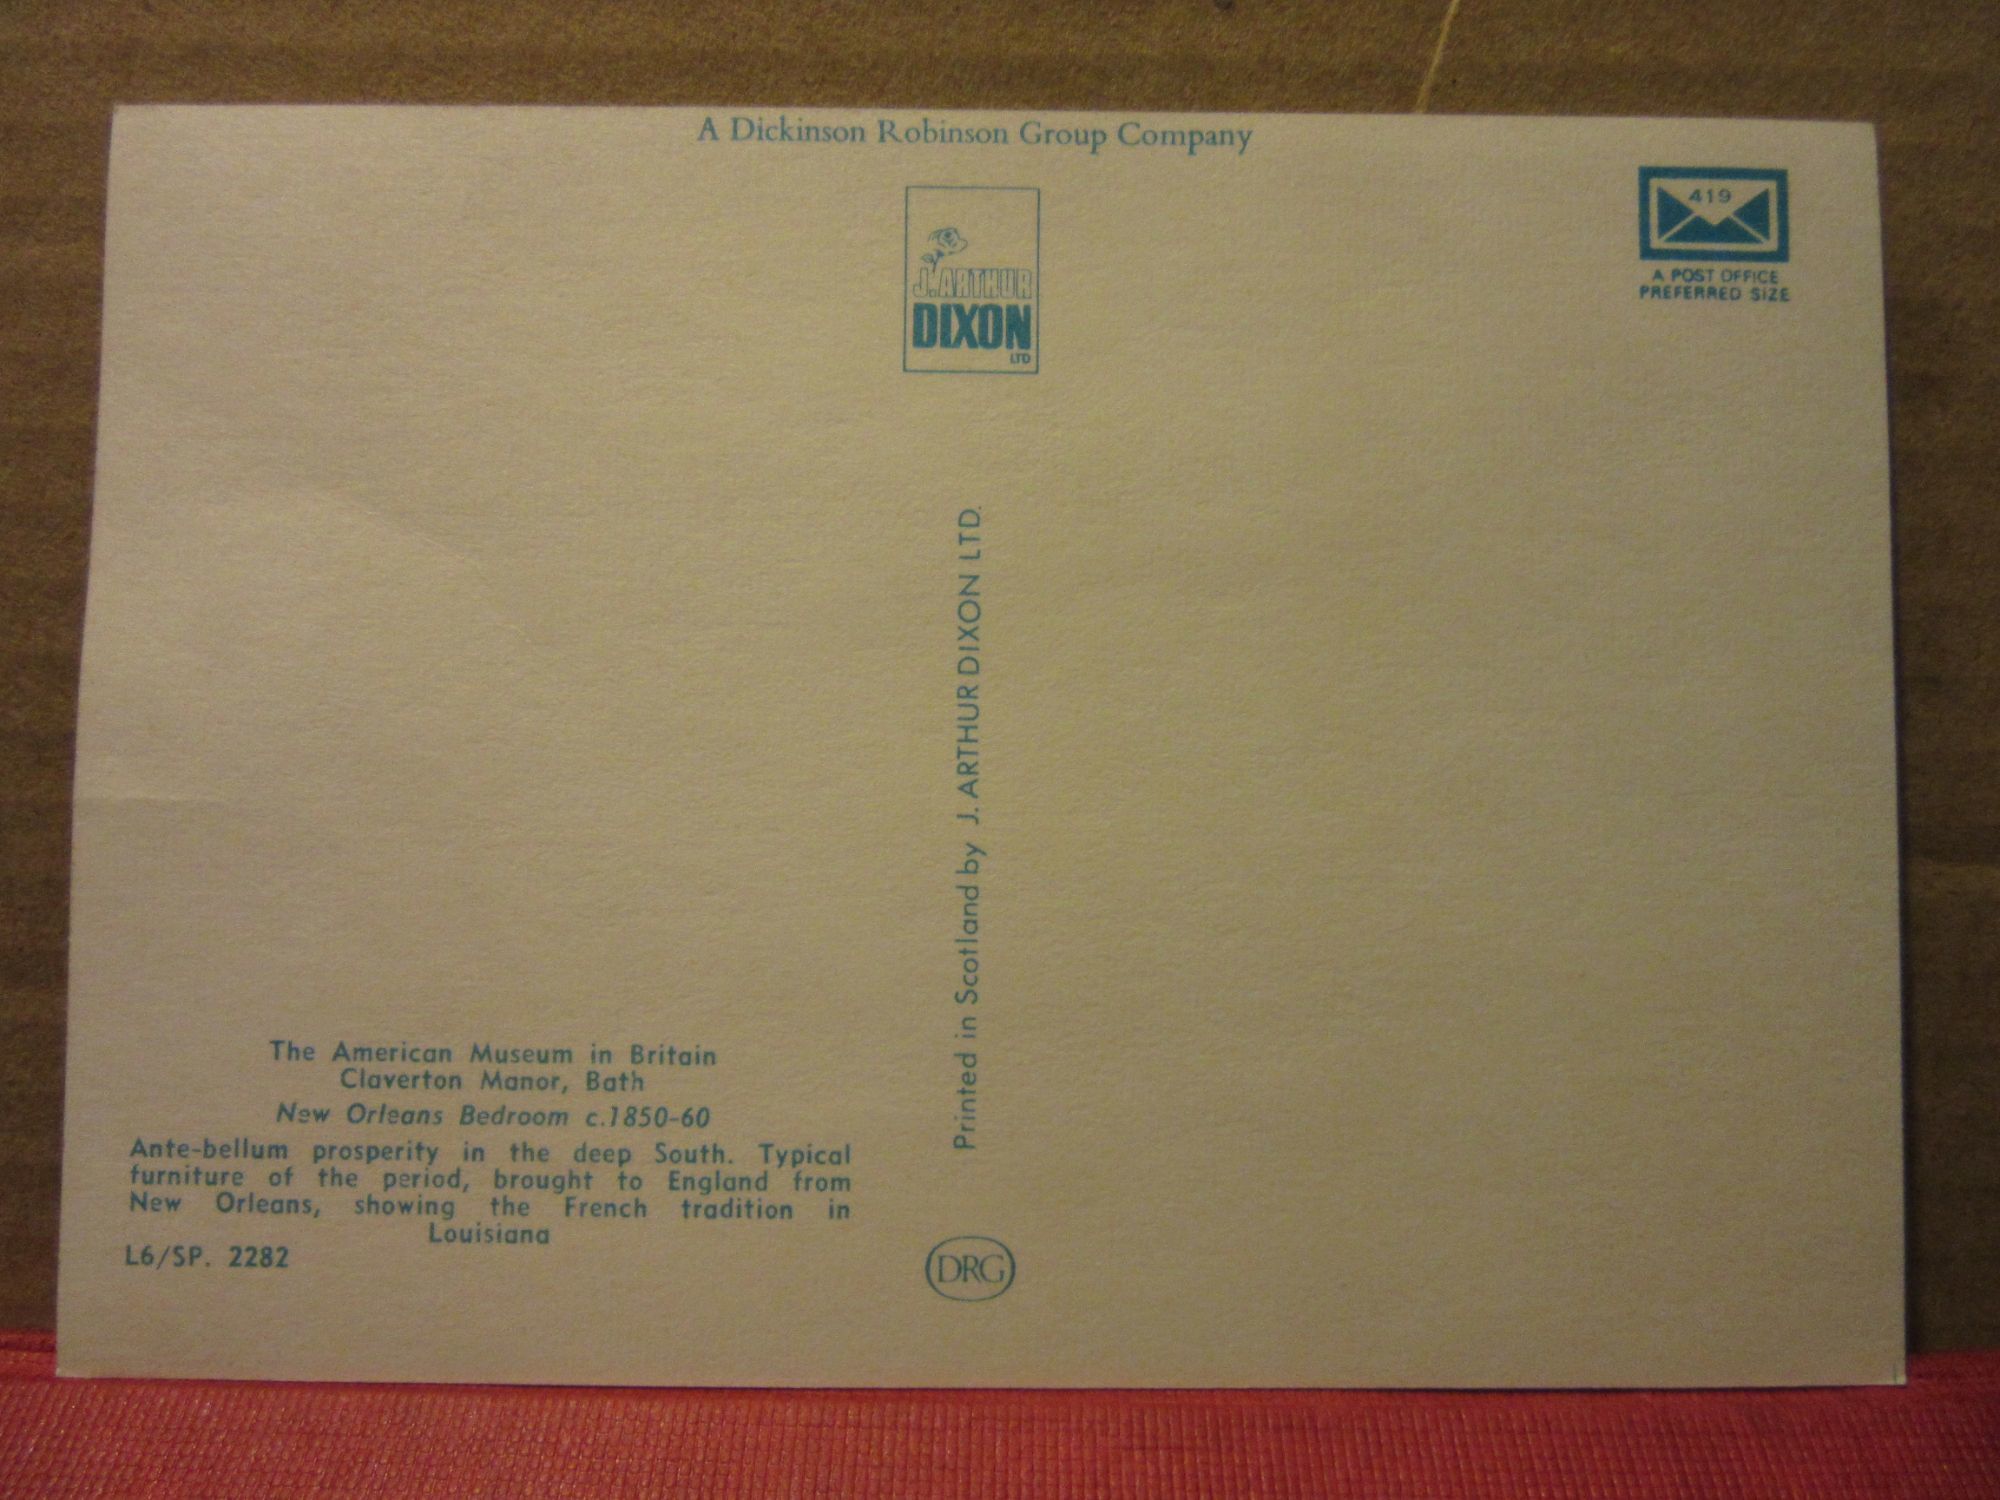 A Dickinson Robinson Group Company
J. ARTHUR
DIXON
LTD
419
A POST OFFICE
PREFERRED SIZE
Printed in Scotland by J. ARTHUR DIXON LTD.
The American Museum in Britain
Claverton Manor, Bath
New Orleans Bedroom c.1850-60
Ante-bellum prosperity in the deep South. Typical
furniture of the period, brought to England from
New Orleans, showing the French tradition in
Louisiana
L6/SP. 2282
DRG